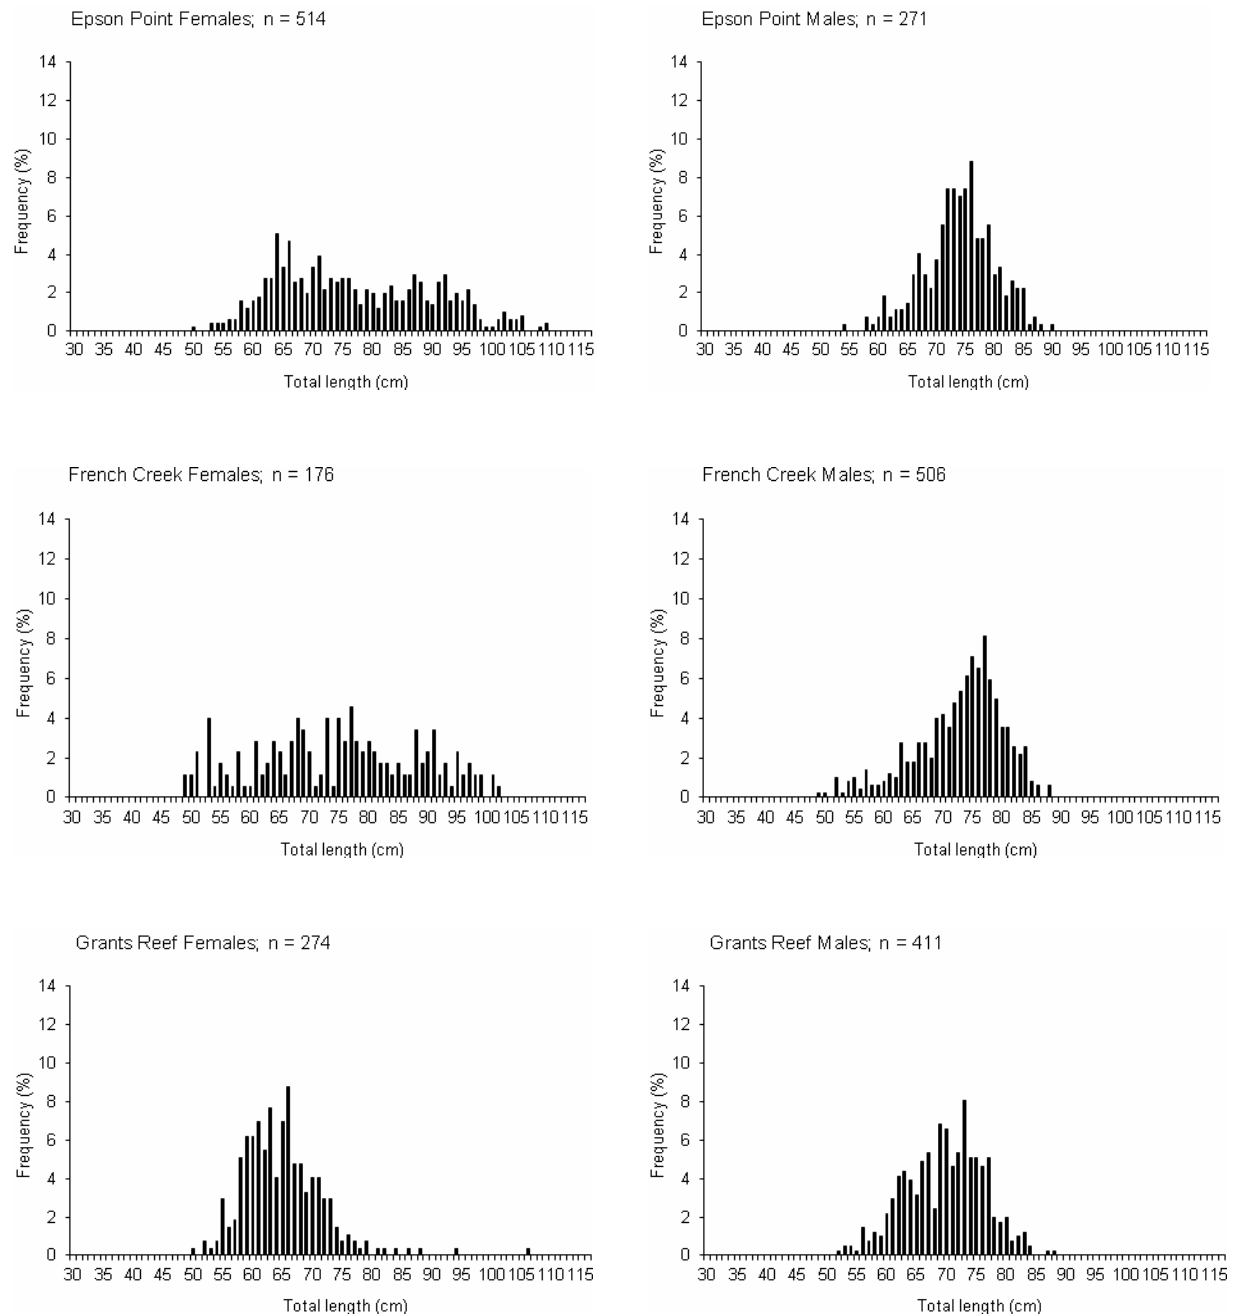 Epson Point Females; n = 514
14
12
10
8
6
4
2
0
Frequency (%)
30 35 40 45 50 55 60 65 70 75 80 85 90 95 100 105 110 115
Total length (cm)
Epson Point Males; n = 271
14
12
10
8
6
4
2
0
Frequency (%)
30 35 40 45 50 55 60 65 70 75 80 85 90 95 100 105 110 115
Total length (cm)
French Creek Females; n = 176
14
12
10
8
6
4
2
0
Frequency (%)
30 35 40 45 50 55 60 65 70 75 80 85 90 95 100 105 110 115
Total length (cm)
French Creek Males; n = 506
14
12
10
8
6
4
2
0
Frequency (%)
30 35 40 45 50 55 60 65 70 75 80 85 90 95 100 105 110 115
Total length (cm)
Grants Reef Females; n = 274
14
12
10
8
6
4
2
0
Frequency (%)
30 35 40 45 50 55 60 65 70 75 80 85 90 95 100 105 110 115
Total length (cm)
Grants Reef Males; n = 411
14
12
10
8
6
4
2
0
Frequency (%)
30 35 40 45 50 55 60 65 70 75 80 85 90 95 100 105 110 115
Total length (cm)